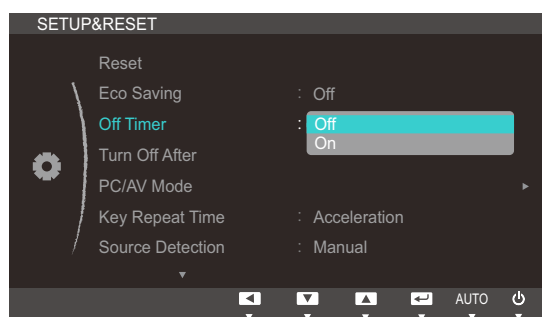 SETUP&RESET
Reset
Eco Saving : Off
Off Timer : Off
On
Turn Off After
PC/AV Mode
Key Repeat Time : Acceleration
Source Detection : Manual
AUTO